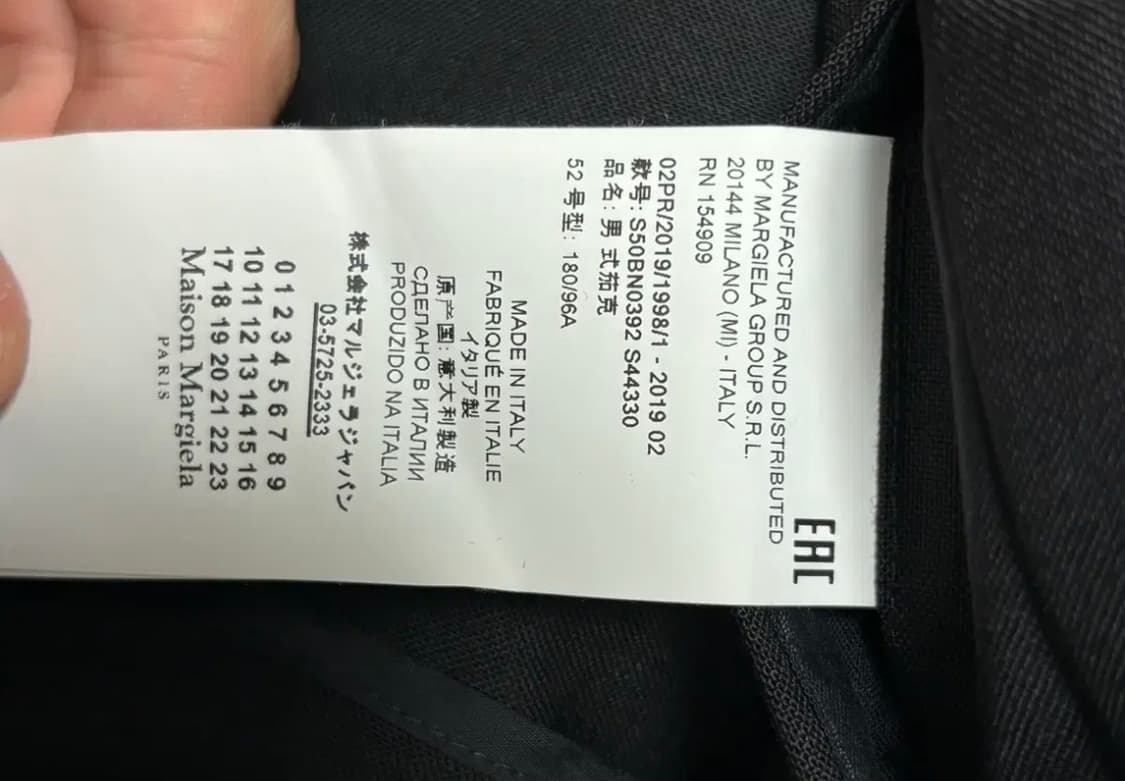 EAC
MANUFACTURED AND DISTRIBUTED
BY MARGIELA GROUP S.R.L.
20144 MILANO (MI) - ITALY
RN 154909
02PR/2019/1998/1 - 2019 02
款号: S50BN0392 S44330
品名: 男 式茄克
52 号型: 180/96A
MADE IN ITALY
FABRIQUÉ EN ITALIE
イタリア製
原产国: 意大利製造
СДЕЛАНО В ИТАЛИИ
PRODUZIDO NA ITALIA
株式会社マルジェラジャパン
03-5725-2333
0 1 2 3 4 5 6 7 8 9
10 11 12 13 14 15 16
17 18 19 20 21 22 23
Maison Margiela
PARIS